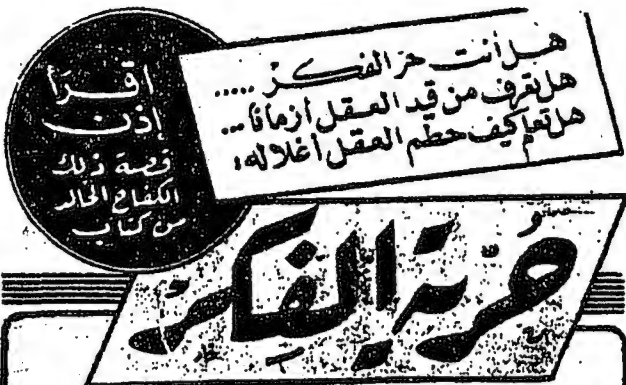 هل أنت حر الفكر .....
هل تعرف من قيد العقل أزمانا ...
هل تعلم كيف حطم العقل أغلاله :
اقرأ
إذن
قصة ذلك
الكفاح الخالد
من كتاب
حرية الفكر